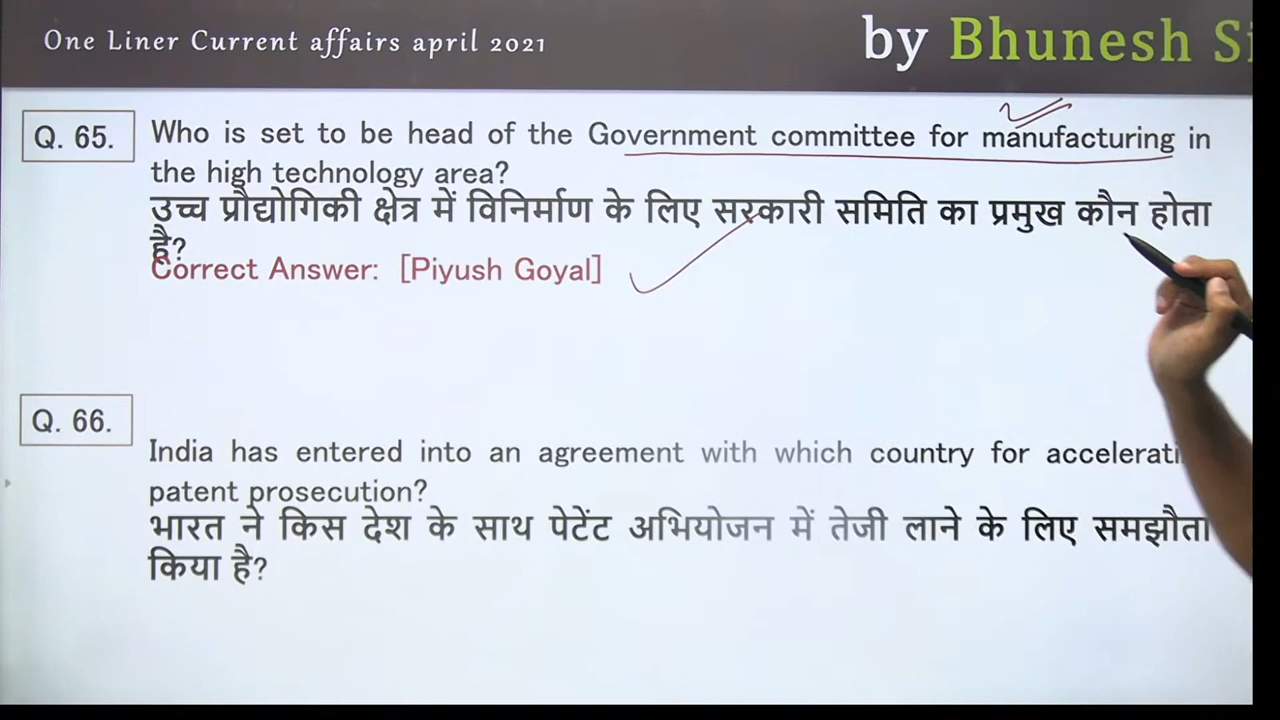 One Liner Current affairs april 2021
by Bhunesh
Q. 65.
Who is set to be head of the Government committee for manufacturing in
the high technology area?
उच्च प्रौद्योगिकी क्षेत्र में विनिर्माण के लिए सरकारी समिति का प्रमुख कौन होता
है?
Correct Answer: [Piyush Goyal]
Q. 66.
India has entered into an agreement with which country for
patent prosecution?
भारत ने किस देश के साथ पेटेंट अभियोजन में तेजी लाने के लिए समझौता
किया है?